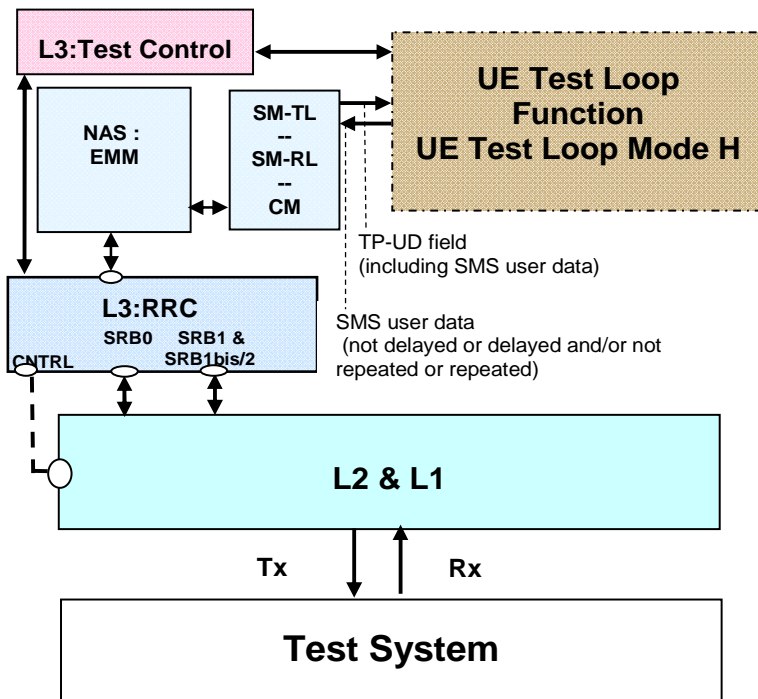 L3:Test Control
UE Test Loop
Function
UE Test Loop Mode H
NAS :
EMM
SM-TL
--
SM-RL
--
CM
TP-UD field
(including SMS user data)
SMS user data
(not delayed or delayed and/or not
repeated or repeated)
L3:RRC
SRB0
SRB1 &
SRB1bis/2
CNTRL
L2 & L1
Tx
Rx
Test System